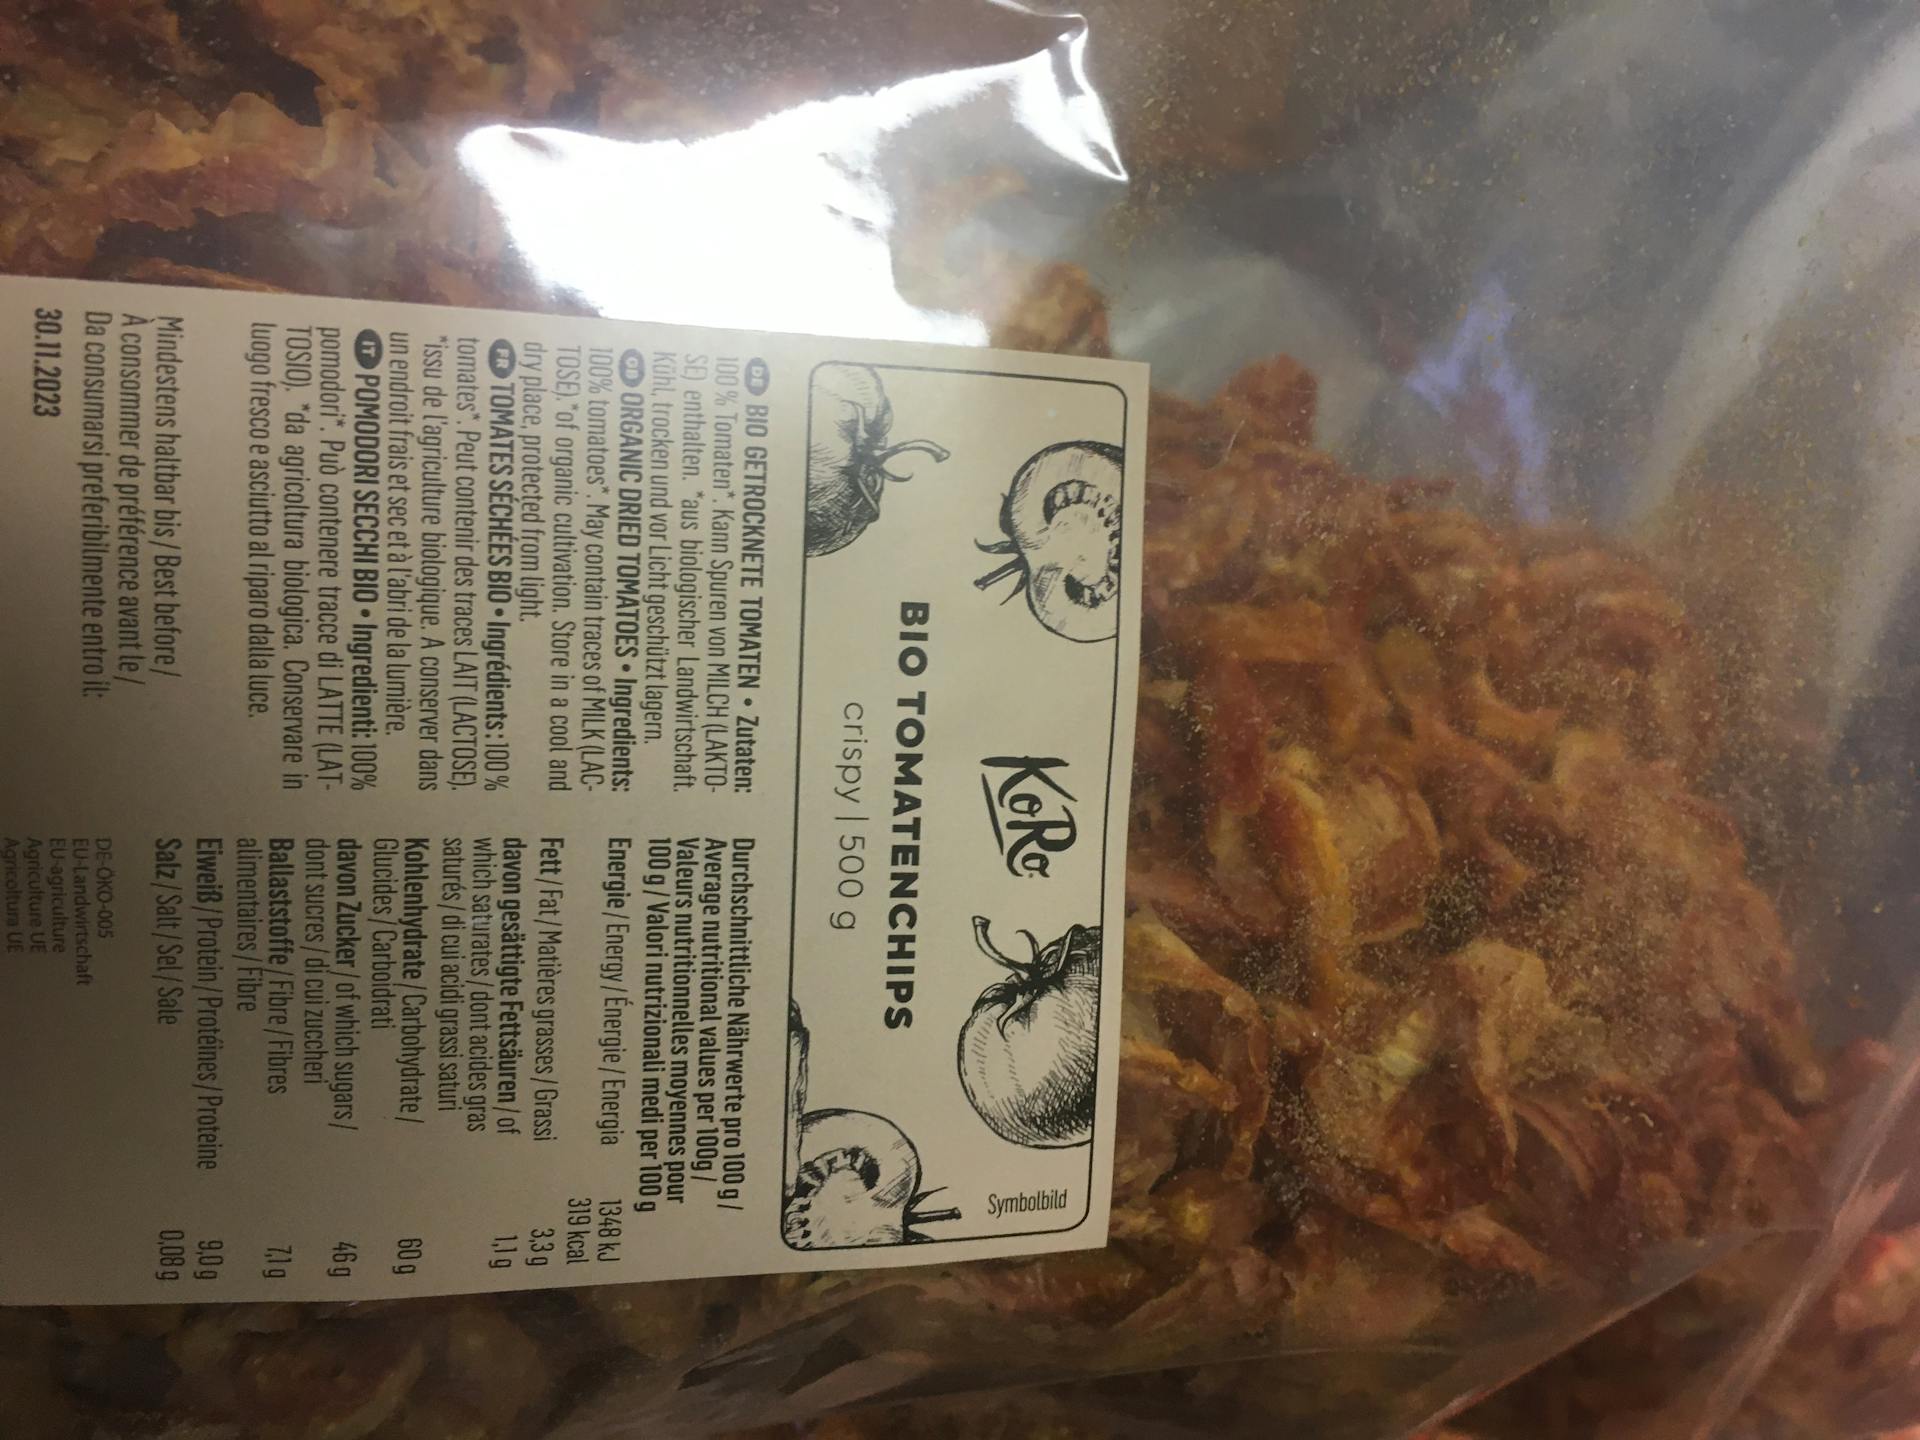 KoRo
Symbolbild
BIO TOMATENCHIPS
crispy | 500 g
DE BIO GETROCKNETE TOMATEN • Zutaten:
100 % Tomaten*. Kann Spuren von MILCH (LAKTO-
SE) enthalten. *aus biologischer Landwirtschaft.
Kühl, trocken und vor Licht geschützt lagern.
GB ORGANIC DRIED TOMATOES • Ingredients:
100% tomatoes*. May contain traces of MILK (LAC-
TOSE). *of organic cultivation. Store in a cool and
dry place, protected from light.
FR TOMATES SÉCHÉES BIO • Ingrédients : 100 %
tomates*. Peut contenir des traces LAIT (LACTOSE).
*issu de l'agriculture biologique. A conserver dans
un endroit frais et sec et à l'abri de la lumière.
IT POMODORI SECCHI BIO • Ingredienti: 100%
pomodori*. Può contenere tracce di LATTE (LAT-
TOSIO). *da agricoltura biologica. Conservare in
luogo fresco e asciutto al riparo dalla luce.
Mindestens haltbar bis / Best before /
À consommer de préférence avant le /
Da consumarsi preferibilmente entro il:
30.11.2023
Durchschnittliche Nährwerte pro 100 g /
Average nutritional values per 100g /
Valeurs nutritionnelles moyennes pour
100 g / Valori nutrizionali medi per 100 g
Energie / Energy / Énergie / Energia 1348 kJ
319 kcal
Fett / Fat / Matières grasses / Grassi 3,3 g
davon gesättigte Fettsäuren / of 1,1 g
which saturates / dont acides gras
saturés / di cui acidi grassi saturi
Kohlenhydrate / Carbohydrate / 60 g
Glucides / Carboidrati
davon Zucker / of which sugars / 46 g
dont sucres / di cui zuccheri
Ballaststoffe / Fibre / Fibres 7,1 g
alimentaires / Fibre
Eiweiß / Protein / Protéines / Proteine 9,0 g
Salz / Salt / Sel / Sale 0,08 g
DE-ÖKO-005
EU-Landwirtschaft
EU-agriculture
Agriculture UE
Agricoltura UE